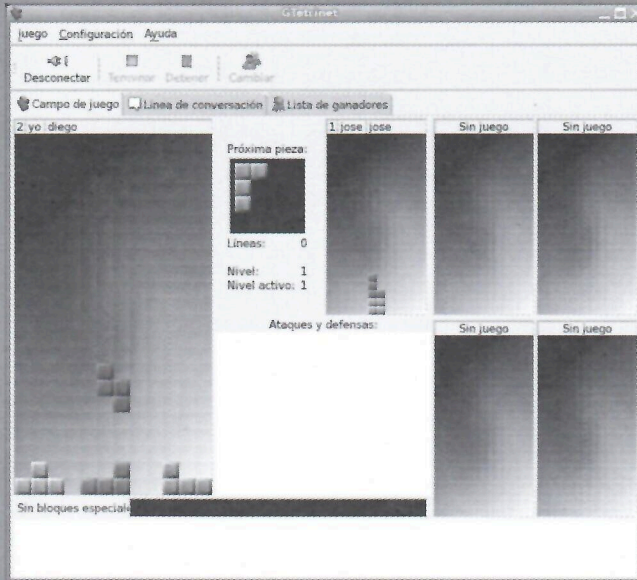 GTetrinet
Juego Configuración Ayuda
Desconectar Terminar Detener Cambiar
Campo de juego Línea de conversación Lista de ganadores
2 yo diego
Próxima pieza:
Líneas: 0
Nivel: 1
Nivel activo: 1
1 jose jose
Sin juego Sin juego
Ataques y defensas:
Sin juego Sin juego
Sin bloques especial